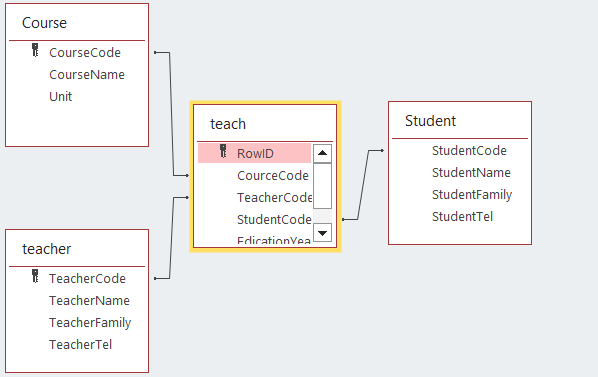 Course
CourseCode
CourseName
Unit
teacher
TeacherCode
TeacherName
TeacherFamily
TeacherTel
teach
RowID
CourceCode
TeacherCode
StudentCode
EdicationYea
Student
StudentCode
StudentName
StudentFamily
StudentTel